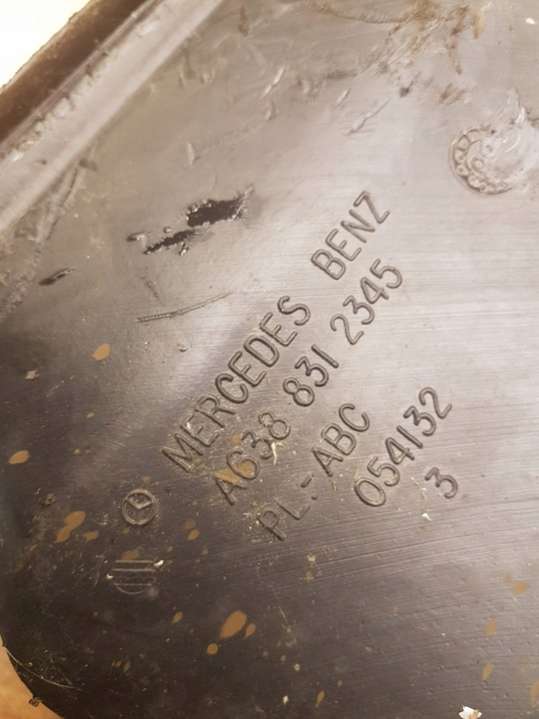 MERCEDES BENZ
A638 831 2345
PL.-ABC
054132
3